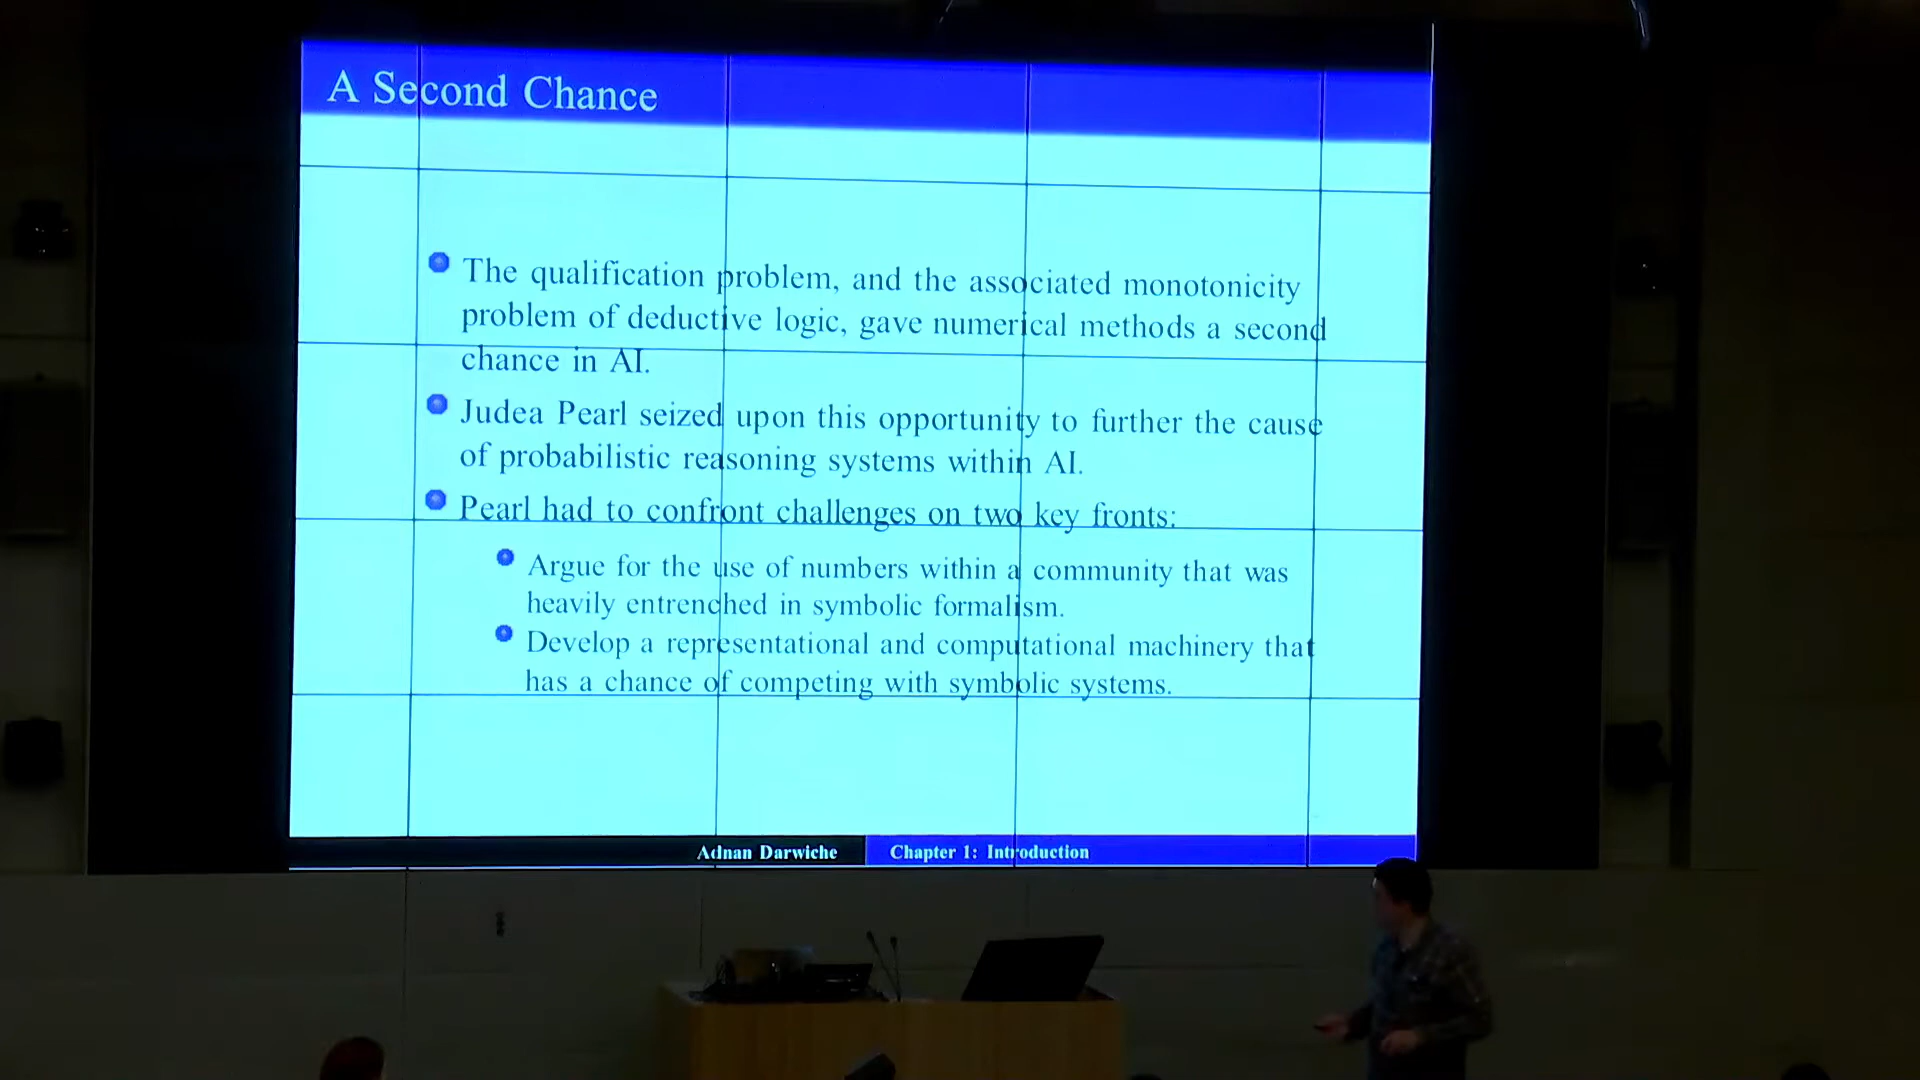 A Second Chance
The qualification problem, and the associated monotonicity
problem of deductive logic, gave numerical methods a second
chance in AI.
Judea Pearl seized upon this opportunity to further the cause
of probabilistic reasoning systems within AI.
Pearl had to confront challenges on two key fronts:
Argue for the use of numbers within a community that was
heavily entrenched in symbolic formalism.
Develop a representational and computational machinery that
has a chance of competing with symbolic systems.
Adnan Darwiche
Chapter 1: Introduction